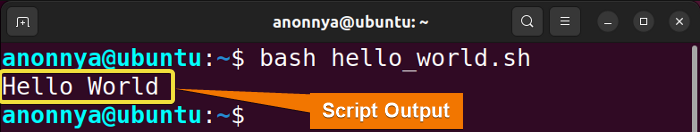 anonnya@ubuntu: ~
anonnya@ubuntu:~$ bash hello_world.sh
Hello World
Script Output
anonnya@ubuntu:~$